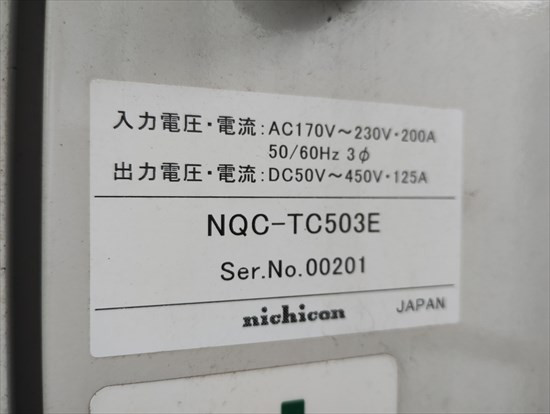 入力電圧・電流:AC170V～230V・200A
50/60Hz 3φ
出力電圧・電流:DC50V～450V・125A
NQC-TC503E
Ser.No.00201
nichicon JAPAN